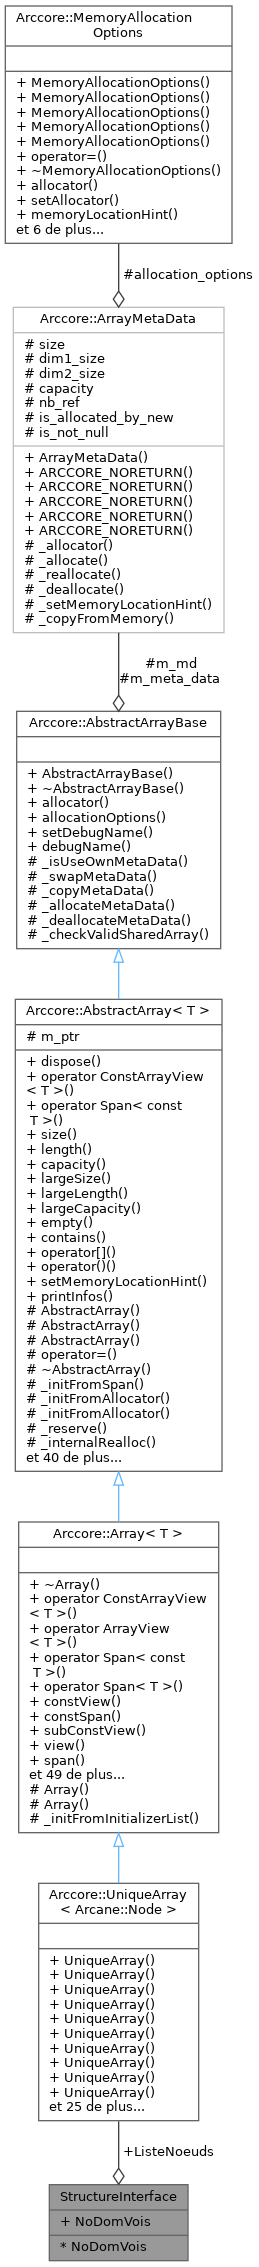 Arccore::MemoryAllocation
Options
+ MemoryAllocationOptions()
+ MemoryAllocationOptions()
+ MemoryAllocationOptions()
+ MemoryAllocationOptions()
+ MemoryAllocationOptions()
+ operator=()
+ ~MemoryAllocationOptions()
+ allocator()
+ setAllocator()
+ memoryLocationHint()
et 6 de plus...
#allocation_options
Arccore::ArrayMetaData
# size
# dim1_size
# dim2_size
# capacity
# nb_ref
# is_allocated_by_new
# is_not_null
+ ArrayMetaData()
+ ARCCORE_NORETURN()
+ ARCCORE_NORETURN()
+ ARCCORE_NORETURN()
+ ARCCORE_NORETURN()
+ ARCCORE_NORETURN()
# _allocator()
# _allocate()
# _reallocate()
# _deallocate()
# _setMemoryLocationHint()
# _copyFromMemory()
#m_md
#m_meta_data
Arccore::AbstractArrayBase
+ AbstractArrayBase()
+ ~AbstractArrayBase()
+ allocator()
+ allocationOptions()
+ setDebugName()
+ debugName()
# _isUseOwnMetaData()
# _swapMetaData()
# _copyMetaData()
# _allocateMetaData()
# _deallocateMetaData()
# _checkValidSharedArray()
Arccore::AbstractArray< T >
# m_ptr
+ dispose()
+ operator ConstArrayView
< T >()
+ operator Span< const
T >()
+ size()
+ length()
+ capacity()
+ largeSize()
+ largeLength()
+ largeCapacity()
+ empty()
+ contains()
+ operator[]()
+ operator()()
+ setMemoryLocationHint()
+ printInfos()
# AbstractArray()
# AbstractArray()
# AbstractArray()
# operator=()
# ~AbstractArray()
# _initFromSpan()
# _initFromAllocator()
# _initFromAllocator()
# _reserve()
# _internalRealloc()
et 40 de plus...
Arccore::Array< T >
+ ~Array()
+ operator ConstArrayView
< T >()
+ operator ArrayView
< T >()
+ operator Span< const
T >()
+ operator Span< T >()
+ constView()
+ constSpan()
+ subConstView()
+ view()
+ span()
et 49 de plus...
# Array()
# Array()
# _initFromInitializerList()
Arccore::UniqueArray
< Arcane::Node >
+ UniqueArray()
+ UniqueArray()
+ UniqueArray()
+ UniqueArray()
+ UniqueArray()
+ UniqueArray()
+ UniqueArray()
+ UniqueArray()
+ UniqueArray()
+ UniqueArray()
et 25 de plus...
+ListeNoeuds
StructureInterface
+ NoDomVois
* NoDomVois